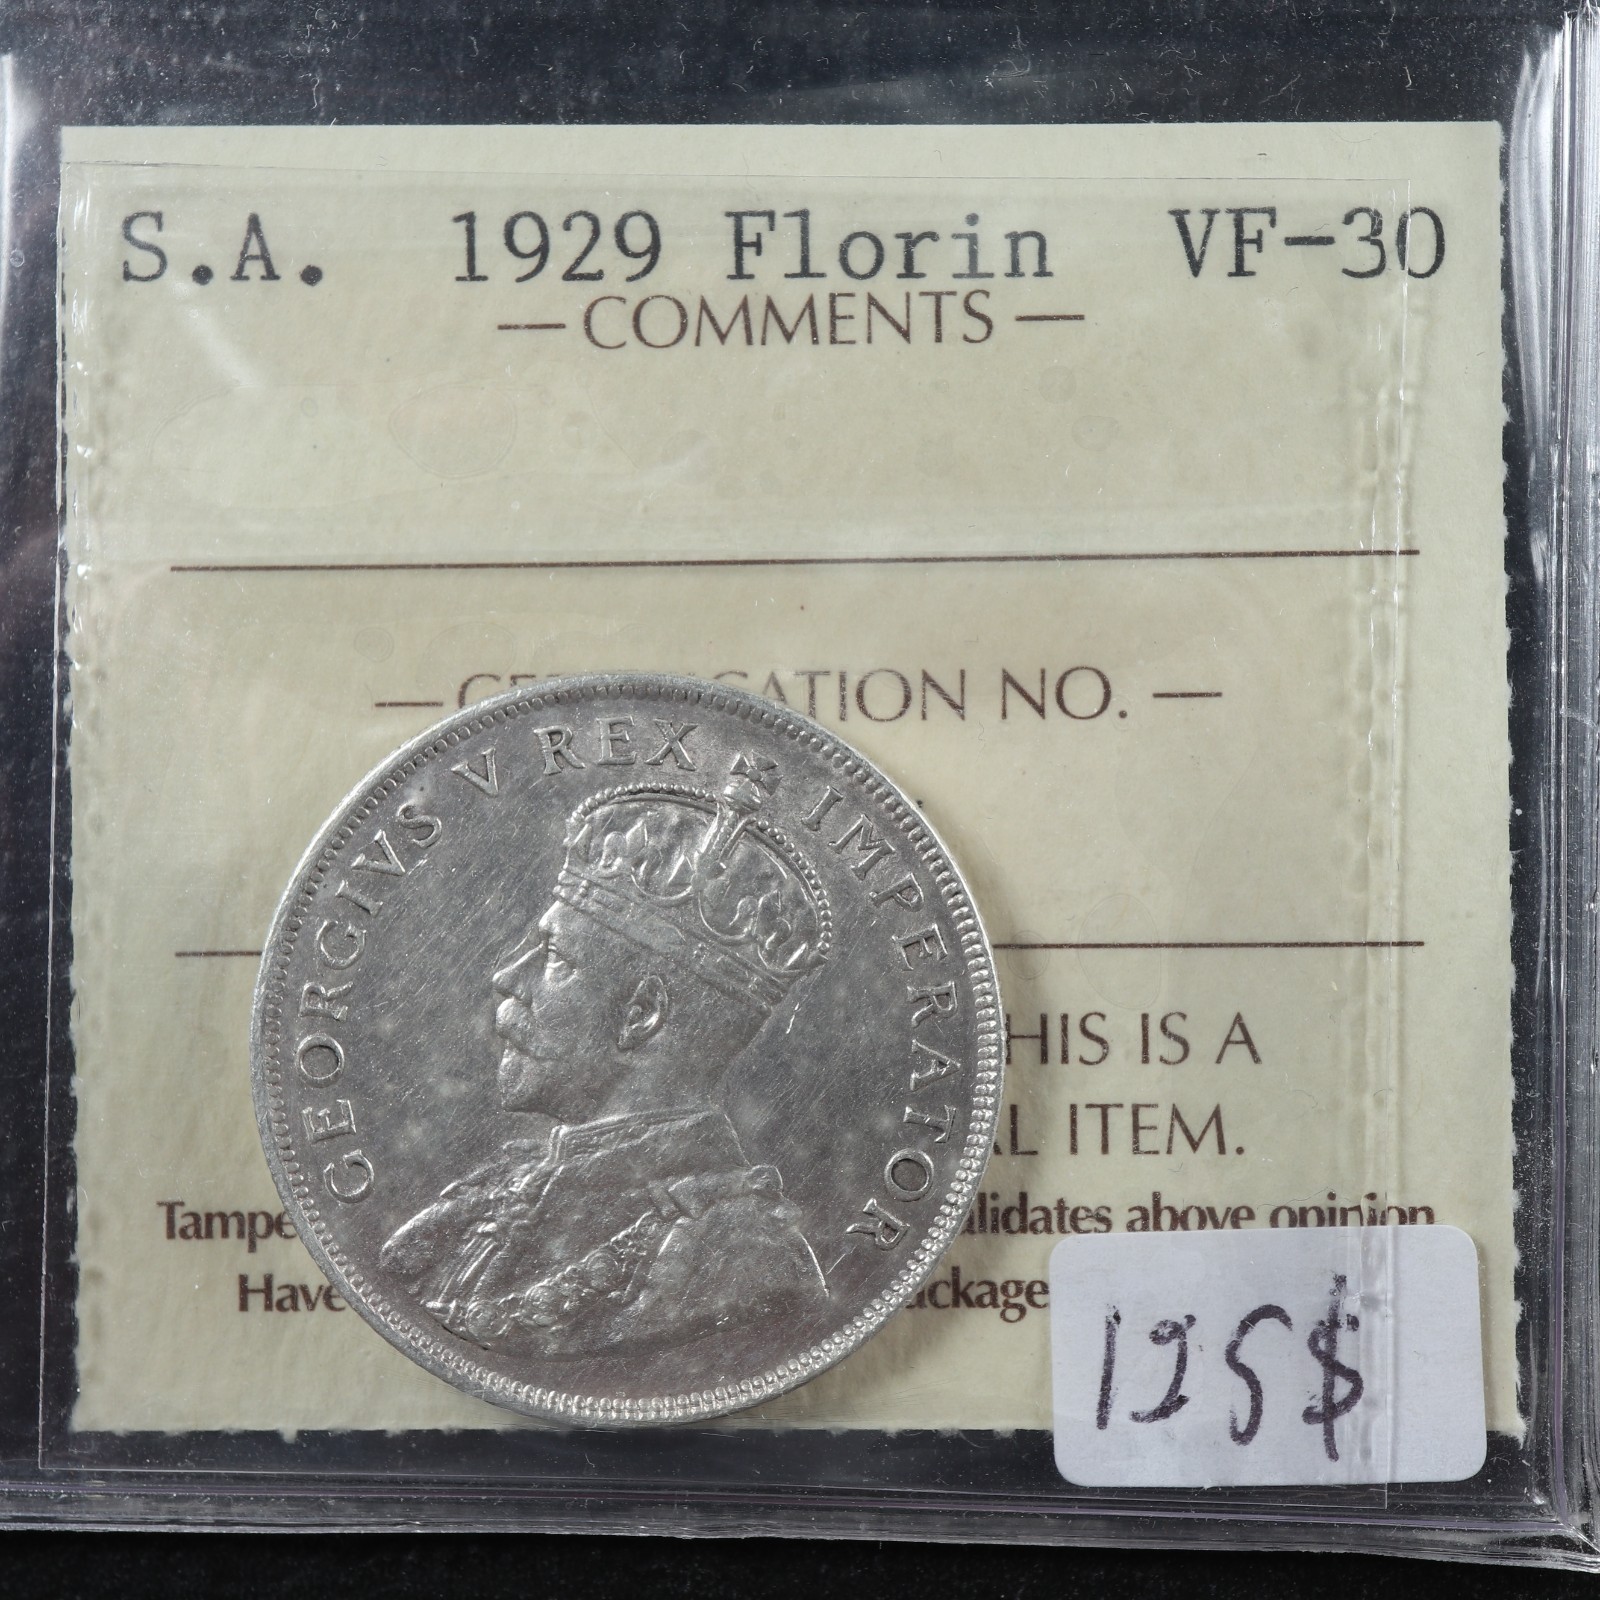 S.A. 1929 Florin VF-30
— COMMENTS —
— CATION NO. —
HIS IS A
L ITEM.
Tampe alidates above opinion
Have ackage
GEORGIVS V REX IMPERATOR
125$